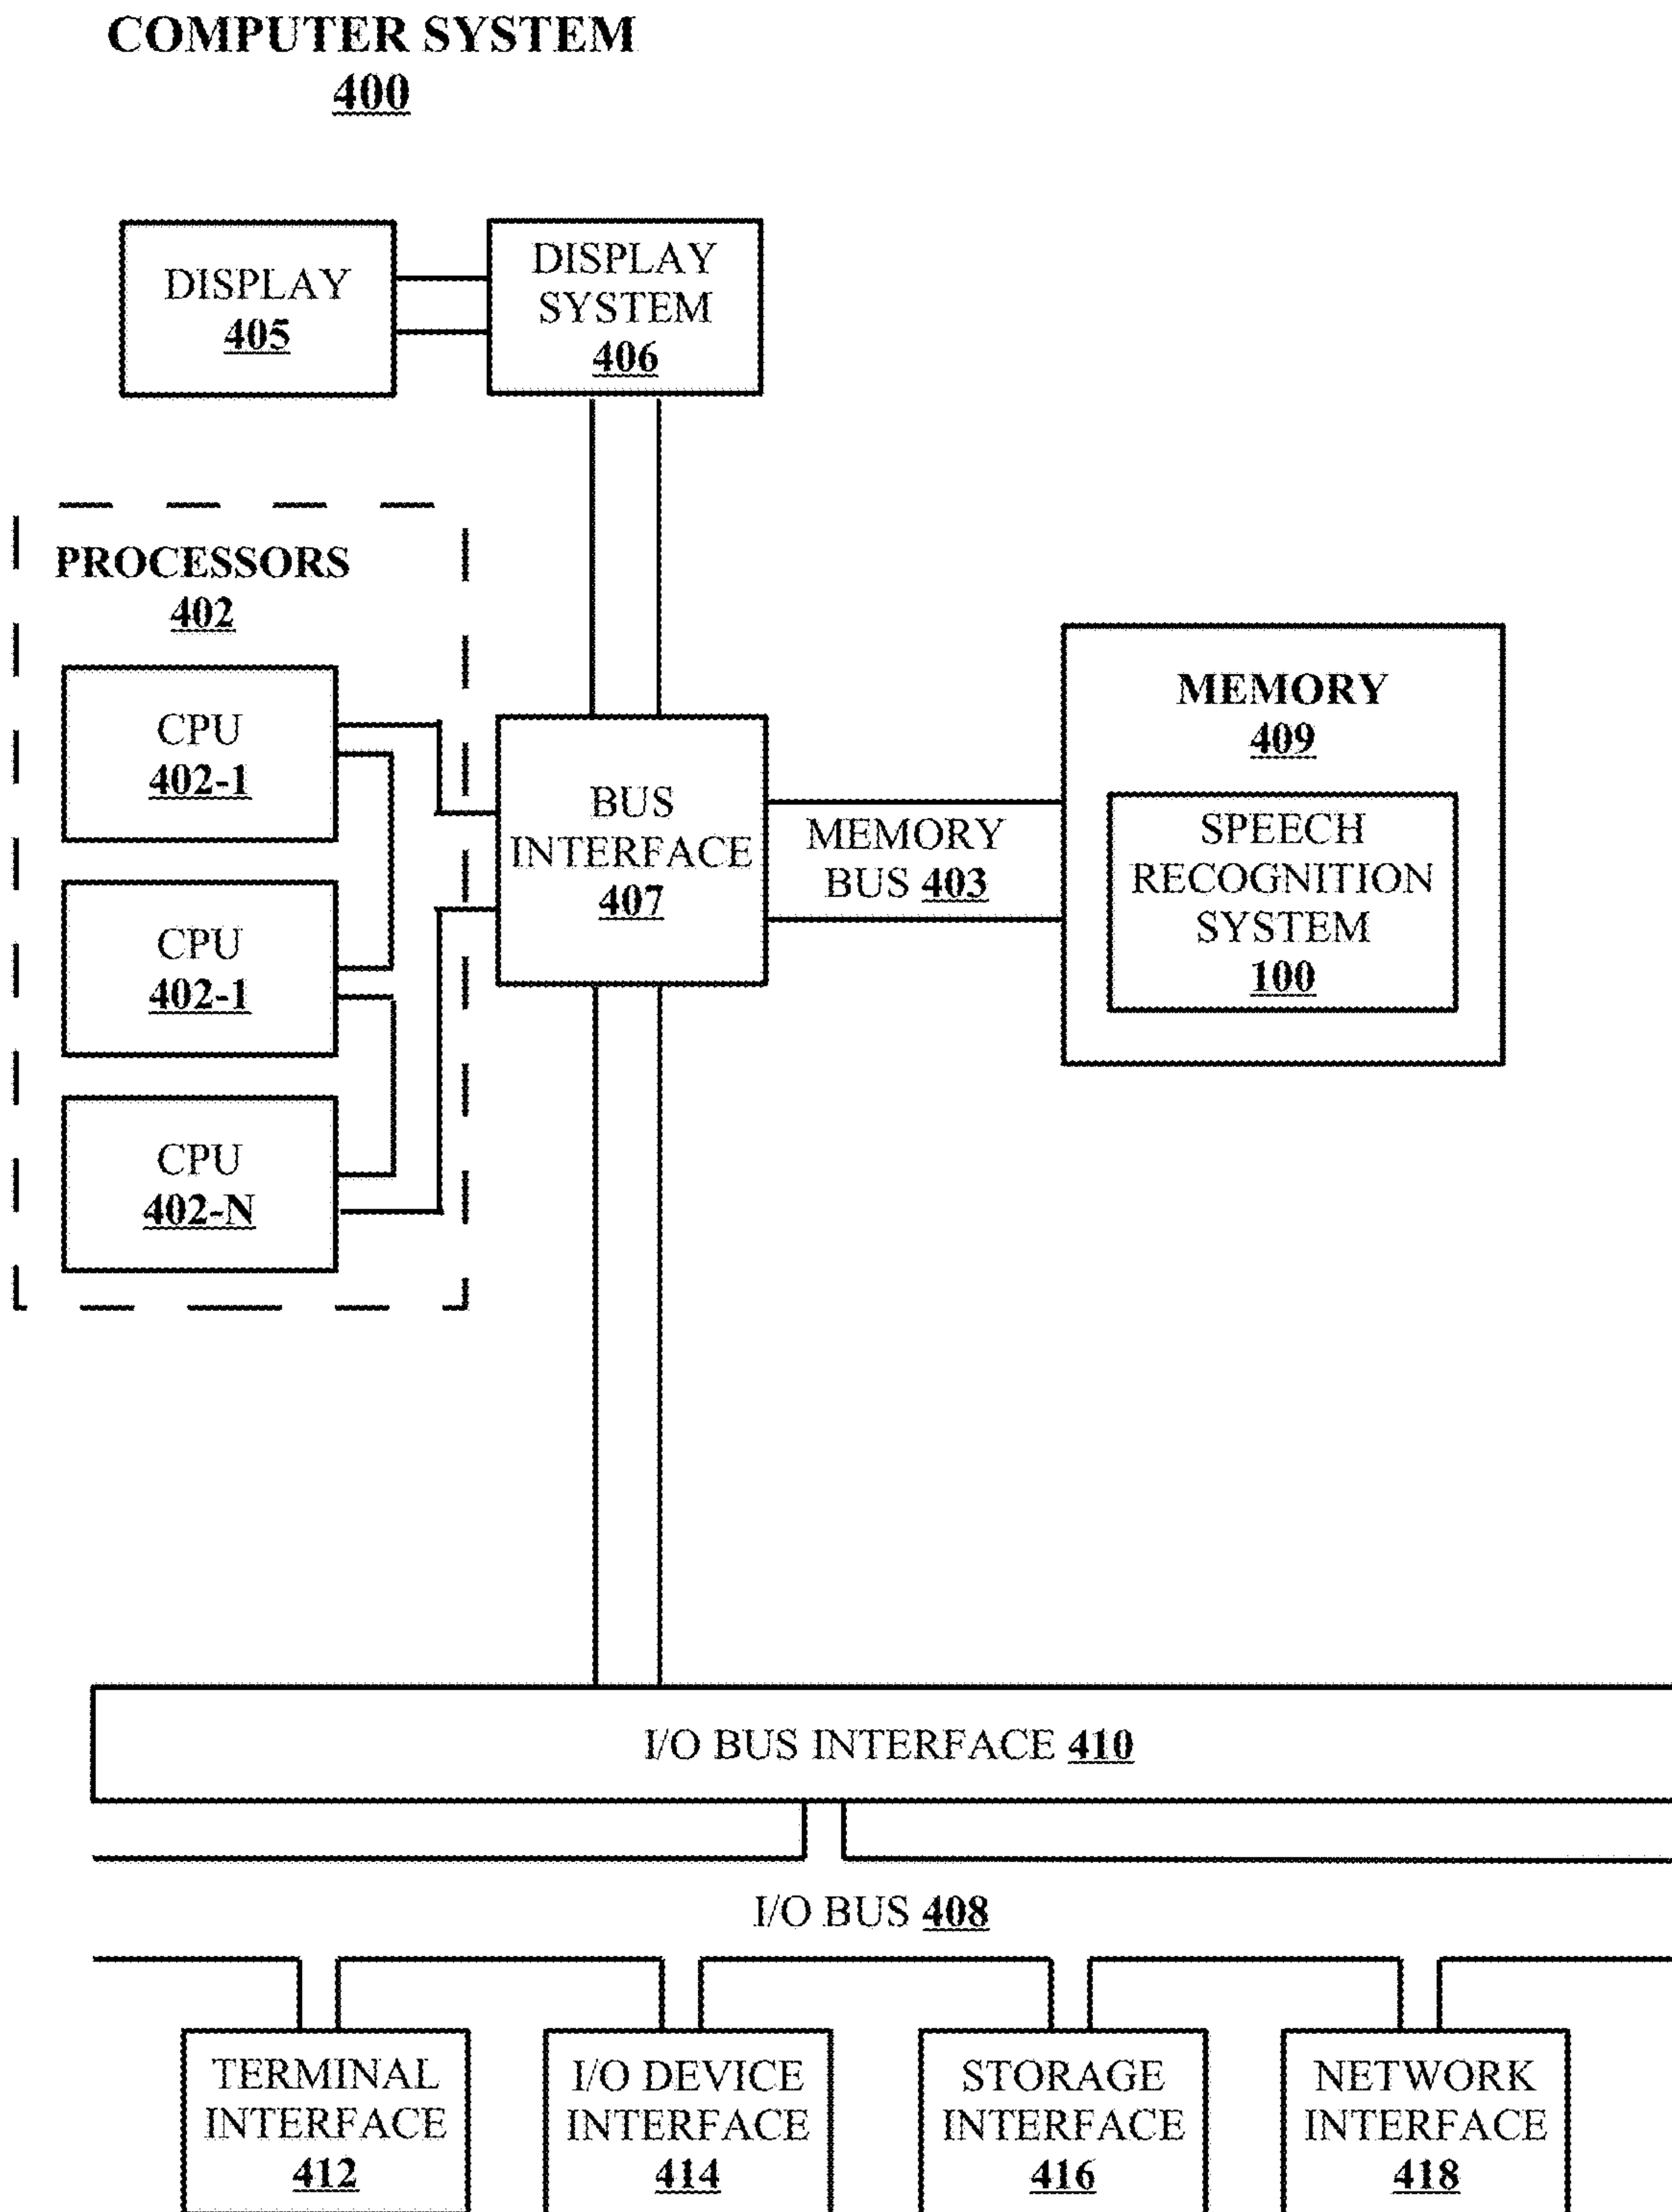 COMPUTER SYSTEM
400
DISPLAY
405
DISPLAY
SYSTEM
406
PROCESSORS
402
CPU
402-1
CPU
402-1
CPU
402-N
BUS
INTERFACE
407
MEMORY
BUS 403
MEMORY
409
SPEECH
RECOGNITION
SYSTEM
100
I/O BUS INTERFACE 410
I/O BUS 408
TERMINAL
INTERFACE
412
I/O DEVICE
INTERFACE
414
STORAGE
INTERFACE
416
NETWORK
INTERFACE
418